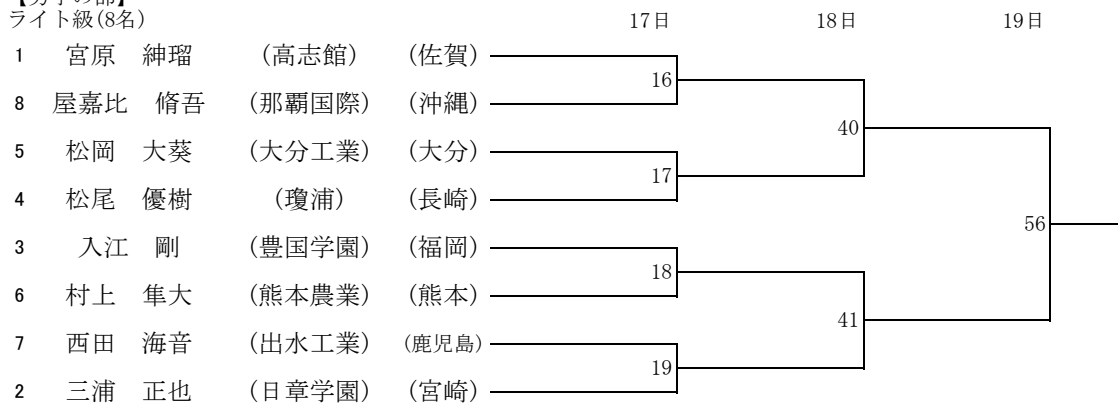 【男子の部】
ライト級(8名) 17日 18日 19日
1 宮原 紳瑠 (高志館) (佐賀)
16
8 屋嘉比 脩吾 (那覇国際) (沖縄)
40
5 松岡 大葵 (大分工業) (大分)
17
4 松尾 優樹 (瓊浦) (長崎)
56
3 入江 剛 (豊国学園) (福岡)
18
6 村上 隼大 (熊本農業) (熊本)
41
7 西田 海音 (出水工業) (鹿児島)
19
2 三浦 正也 (日章学園) (宮崎)